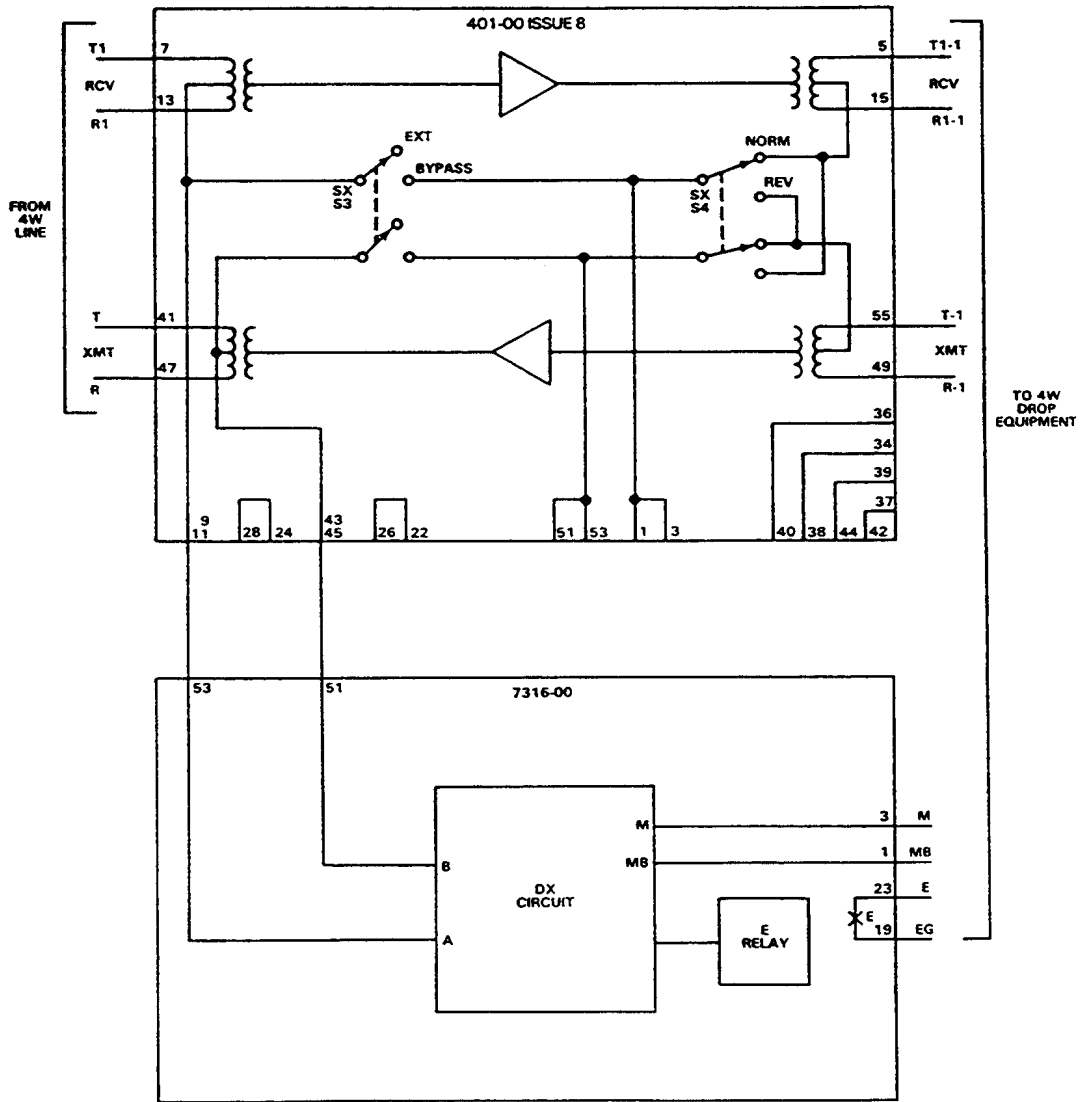 401-00 ISSUE 8
T1 7 5 T1-1
RCV RCV
13 15
R1 R1-1
EXT NORM
BYPASS
SX
S3
REV
SX
S4
FROM
4W
LINE
T 41 55 T-1
XMT XMT
47 49
R R-1
TO 4W
DROP
EQUIPMENT
36
34
39
37
9
11 28 24 43
45 26 22 51 53 1 3 40 38 44 42
53 51 7316-00
M 3 M
MB 1 MB
B
DX
CIRCUIT
23 E
E
E
RELAY
19 EG
A